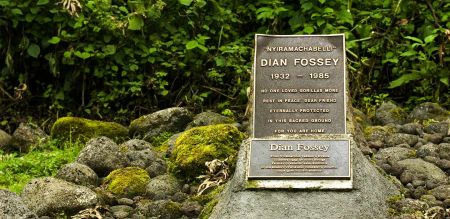 "NYIRAMACHABELLI"
DIAN FOSSEY
1932 - 1985
NO ONE LOVED GORILLAS MORE
REST IN PEACE, DEAR FRIEND
ETERNALLY PROTECTED
IN THIS SACRED GROUND
FOR YOU ARE HOME
Dian Fossey